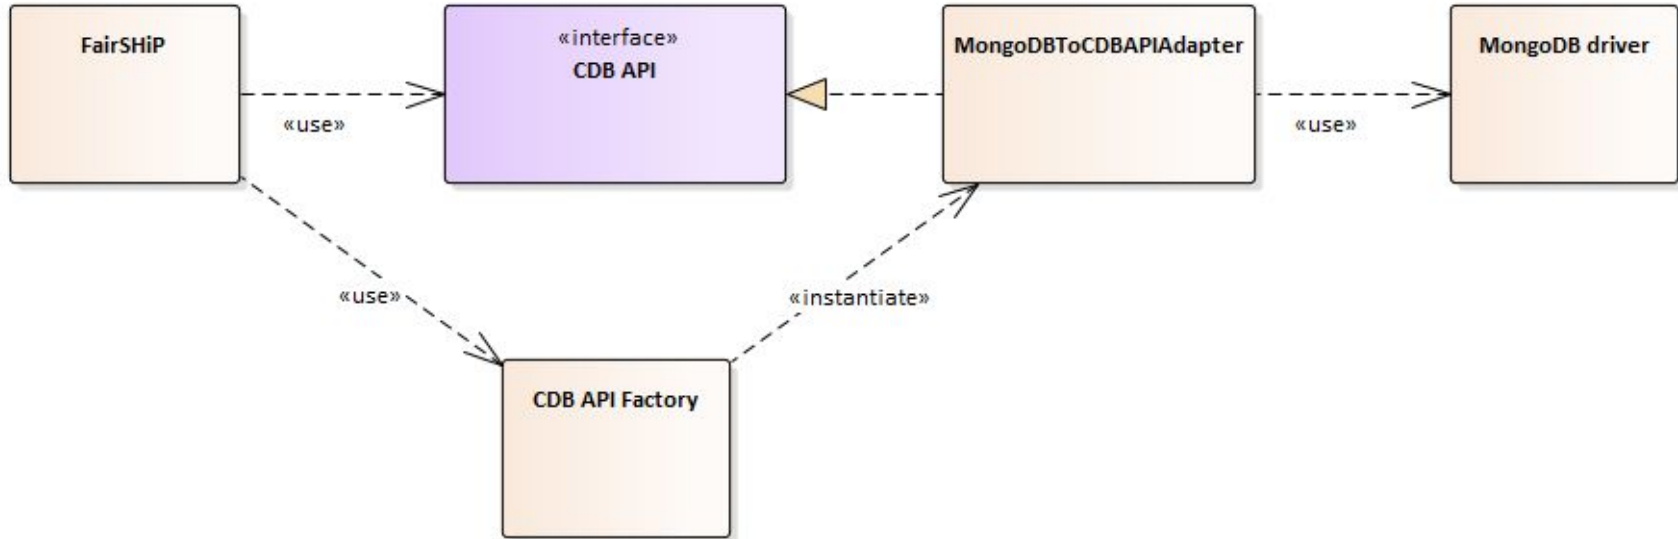 FairSHiP
«interface»
CDB API
MongoDBToCDBAPIAdapter
MongoDB driver
«use»
«use»
«use»
«instantiate»
CDB API Factory